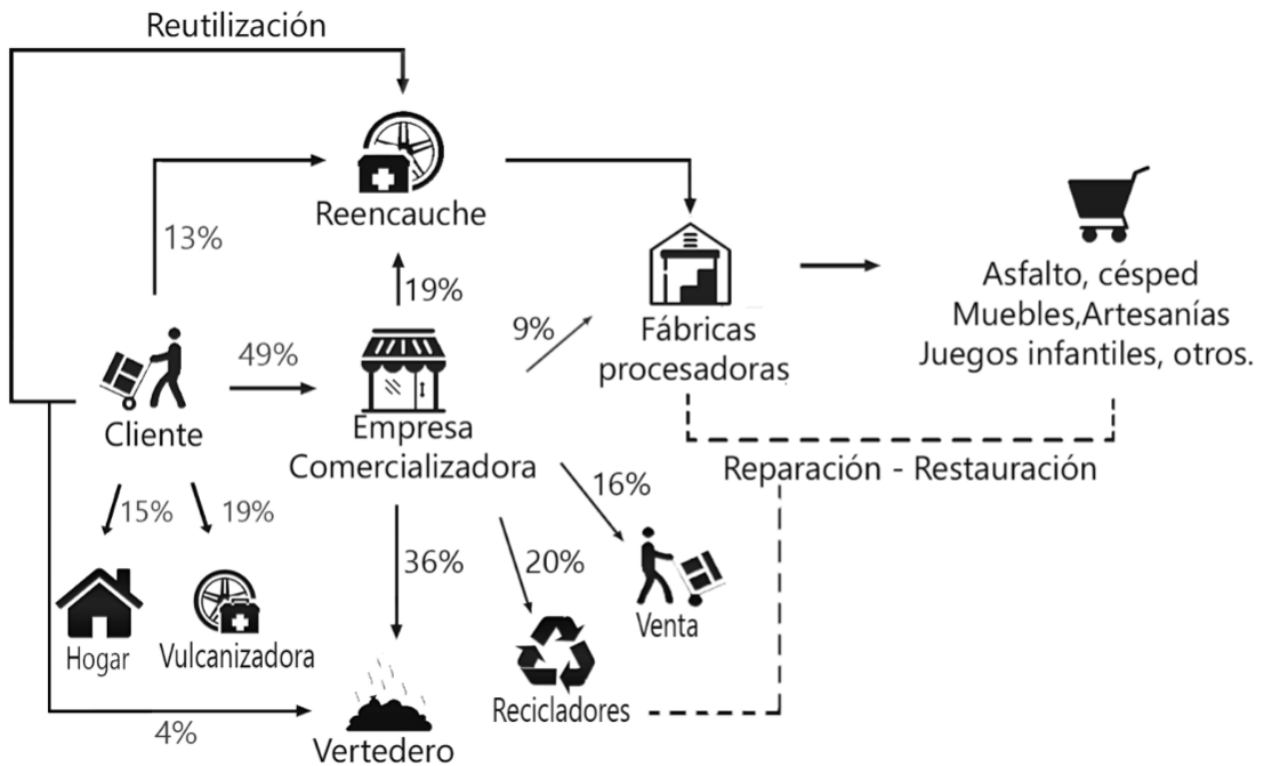 Reutilización
Reencauche
13%
19%
Asfalto, césped
Muebles,Artesanías
Juegos infantiles, otros.
9%
Fábricas
procesadoras
49%
Cliente
Empresa
Comercializadora
Reparación - Restauración
15%
19%
36%
20%
16%
Hogar
Vulcanizadora
Venta
Recicladores
4%
Vertedero